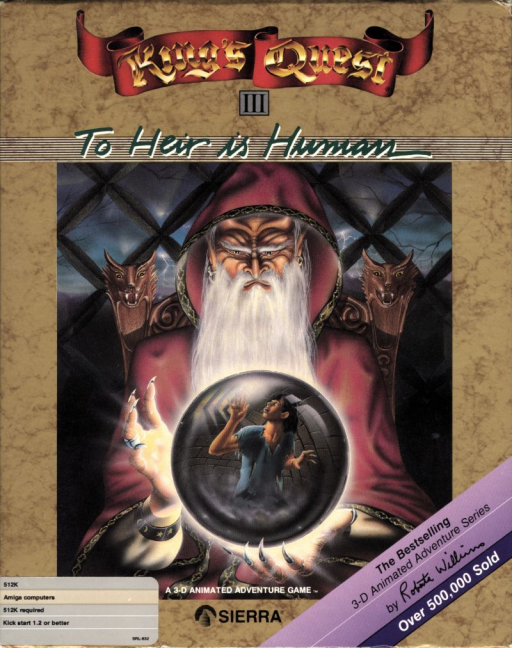 King's Quest
III
To Heir is Human
The Bestselling
3-D Animated Adventure Series
by Roberta Williams
Over 500,000 Sold
512K
Amiga computers
512K required
Kick start 1.2 or better
A 3-D ANIMATED ADVENTURE GAME™
SIERRA